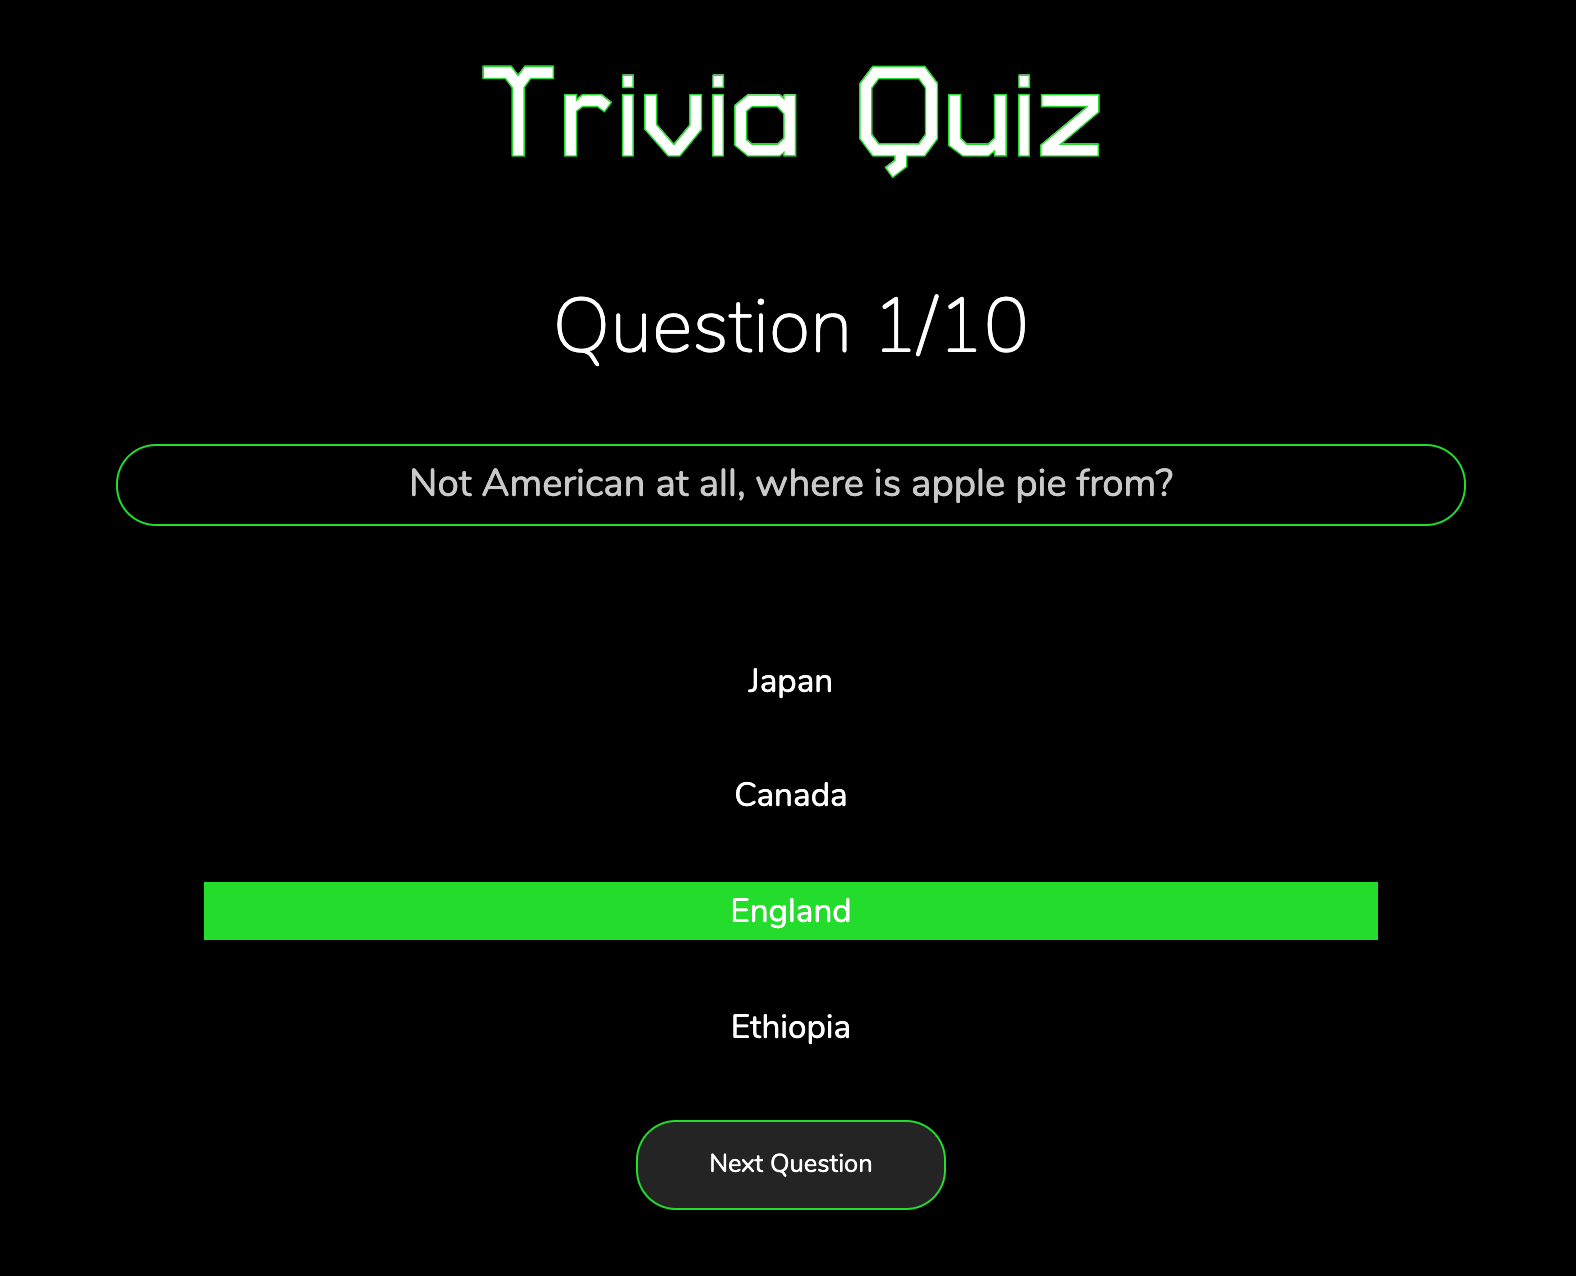 Trivia Quiz
Question 1/10
Not American at all, where is apple pie from?
Japan
Canada
England
Ethiopia
Next Question